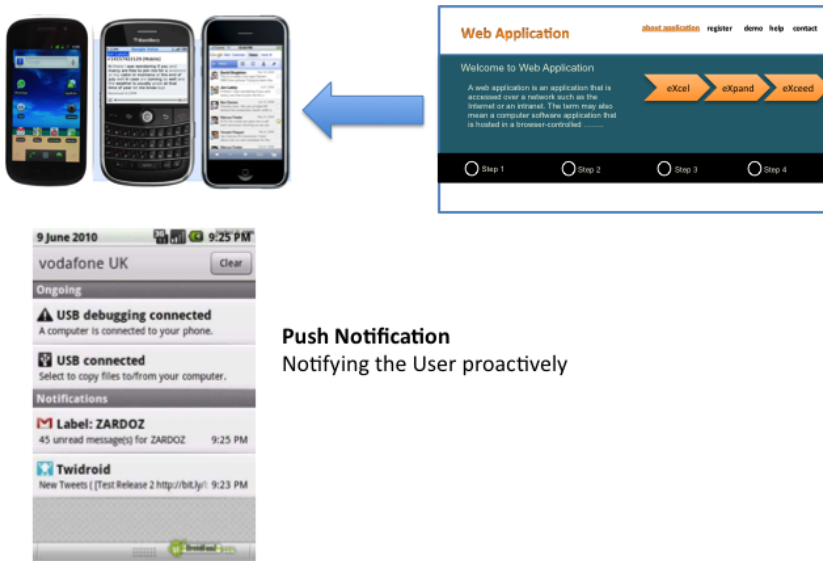 BlackBerry
Google Voice
Web Application
about application register demo help contact
Welcome to Web Application
A web application is an application that is
accessed over a network such as the
Internet or an intranet. The term may also
mean a computer software application that
is hosted in a browser-controlled .........
eXcel eXpand eXceed
Step 1 Step 2 Step 3 Step 4
9 June 2010 3G 9:25 PM
vodafone UK Clear
Ongoing
USB debugging connected
A computer is connected to your phone.
USB connected
Select to copy files to/from your computer.
Notifications
Label: ZARDOZ
45 unread message(s) for ZARDOZ 9:25 PM
Twidroid
New Tweets ( [Test Release 2 http://bit.ly/ 9:23 PM
Push Notification
Notifying the User proactively